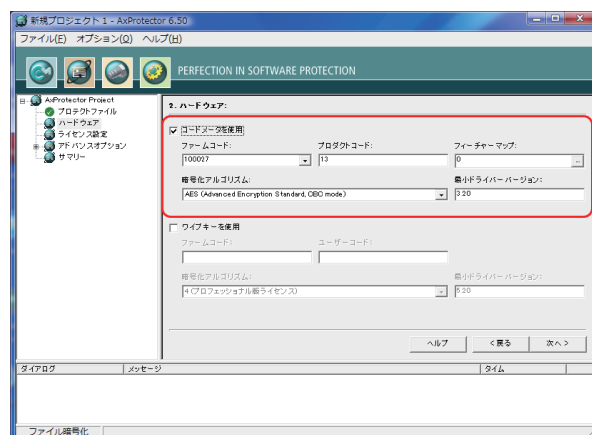 新規プロジェクト 1 - AxProtector 6.50
ファイル(F) オプション(O) ヘルプ(H)
PERFECTION IN SOFTWARE PROTECTION
AxProtector Project
プロテクトファイル
ハードウェア
ライセンス設定
アドバンスオプション
サマリー
2. ハードウェア:
コードメータを使用
ファームコード: プロダクトコード: フィーチャーマップ:
100027 13 0 ...
暗号化アルゴリズム: 最小ドライバーバージョン:
AES (Advanced Encryption Standard, CBC mode) 3.20
ワイブキーを使用
ファームコード: ユーザーコード:
暗号化アルゴリズム: 最小ドライバーバージョン:
4 (プロフェッショナル版ライセンス) 5.20
ヘルプ < 戻る 次へ >
ダイアログ メッセージ タイム
ファイル暗号化